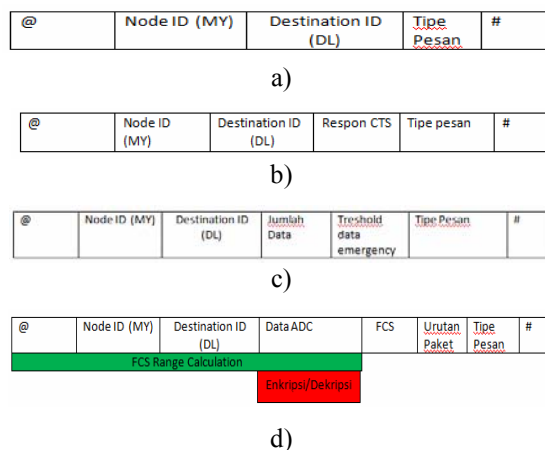 @ Node ID (MY) Destination ID Tipe #
(DL) Pesan
a)
@ Node ID Destination ID Respon CTS Tipe pesan #
(MY) (DL)
b)
@ Node ID (MY) Destination ID Jumlah Treshold Tipe Pesan #
(DL) Data data
emergency
c)
@ Node ID (MY) Destination ID Data ADC FCS Urutan Tipe #
(DL) Paket Pesan
FCS Range Calculation
Enkripsi/Dekripsi
d)